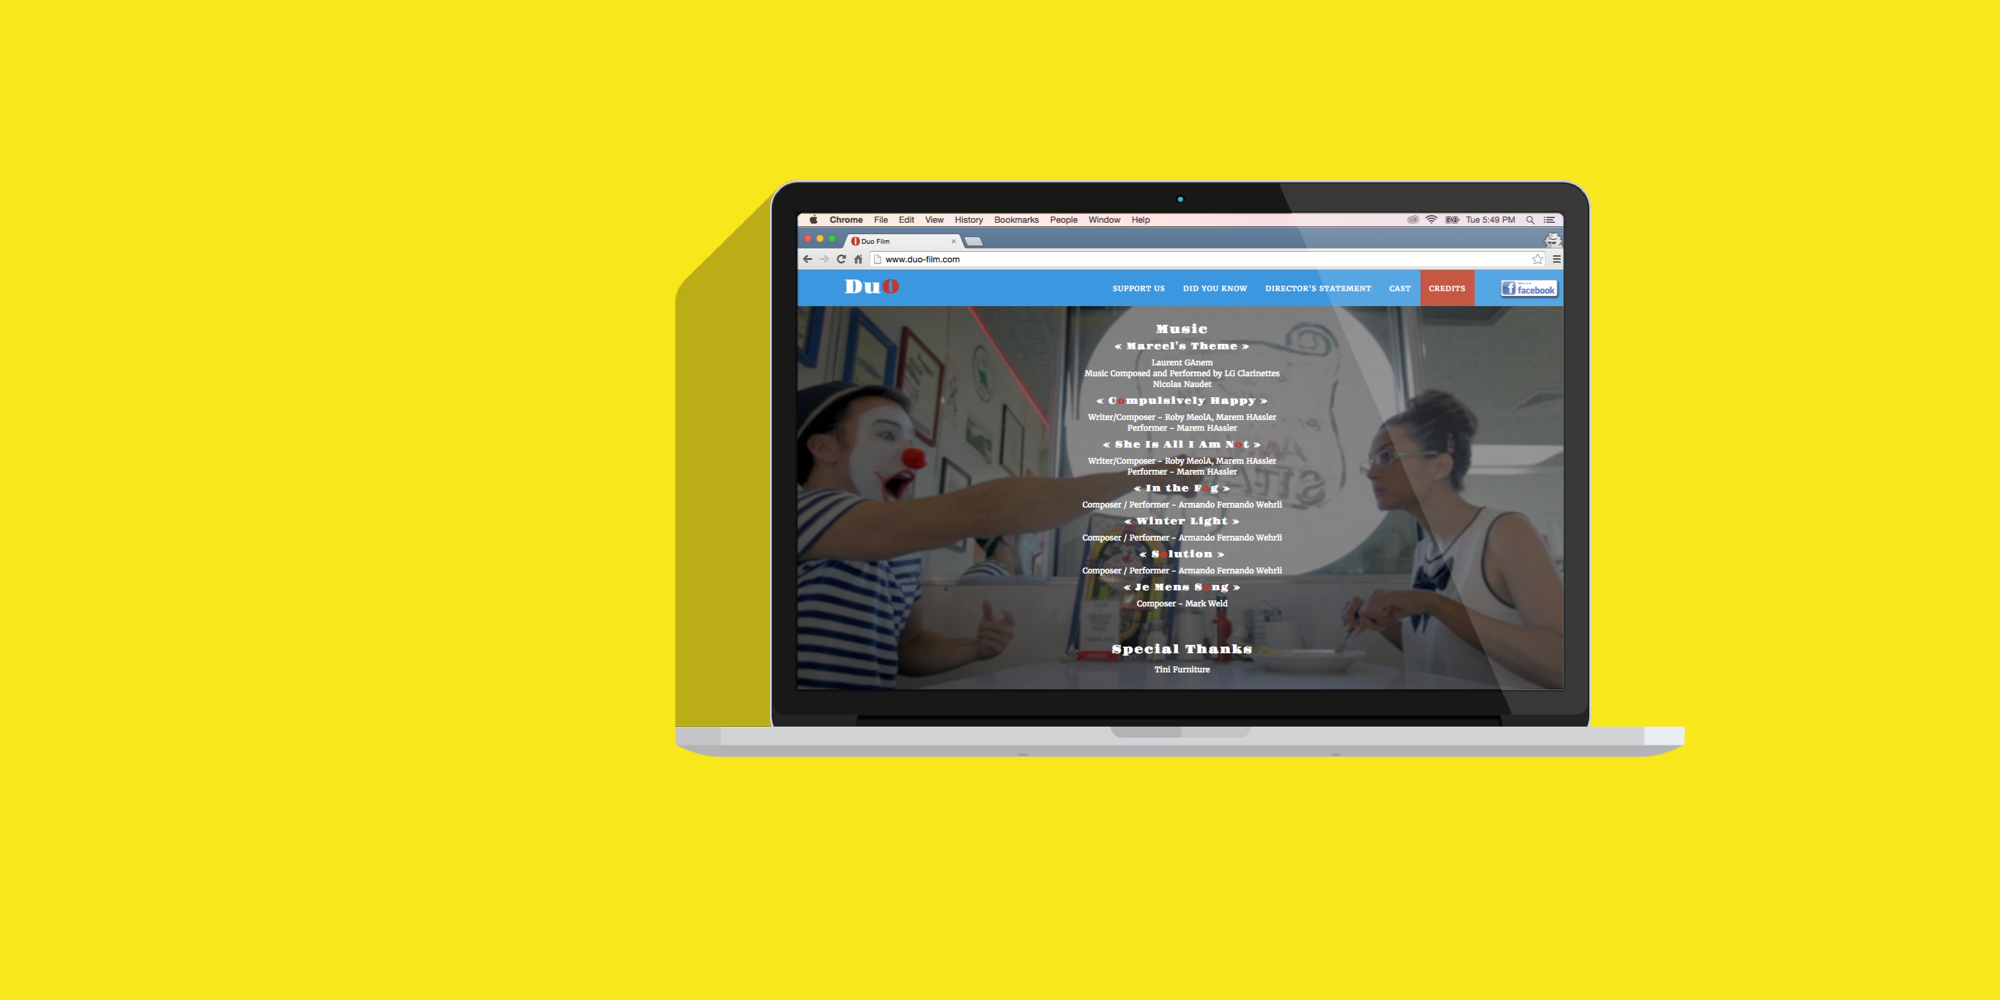 Chrome File Edit View History Bookmarks People Window Help Tue 5:49 PM
Duo Film
www.duo-film.com
DuO SUPPORT US DID YOU KNOW DIRECTOR'S STATEMENT CAST CREDITS facebook
Music
« Marcel's Theme »
Laurent GAnem
Music Composed and Performed by LG Clarinettes
Nicolas Naudet
« Compulsively Happy »
Writer/Composer - Roby MeolA, Marem HAssler
Performer - Marem HAssler
« She Is All I Am Not »
Writer/Composer - Roby MeolA, Marem HAssler
Performer - Marem HAssler
« In the Fog »
Composer / Performer - Armando Fernando Wehrli
« Winter Light »
Composer / Performer - Armando Fernando Wehrli
« Solution »
Composer / Performer - Armando Fernando Wehrli
« Je Mens Song »
Composer - Mark Weld
Special Thanks
Tini Furniture